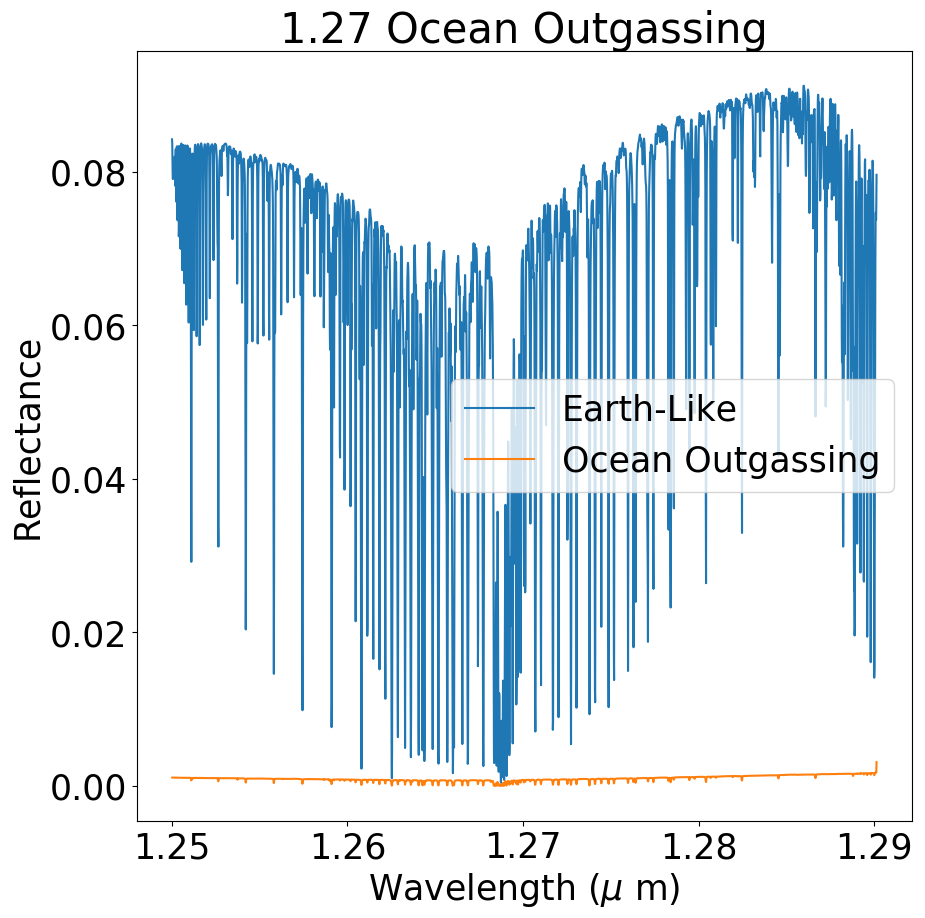 1.27 Ocean Outgassing
Reflectance
0.08
0.06
0.04
0.02
0.00
Earth-Like
Ocean Outgassing
1.25 1.26 1.27 1.28 1.29
Wavelength (μ m)